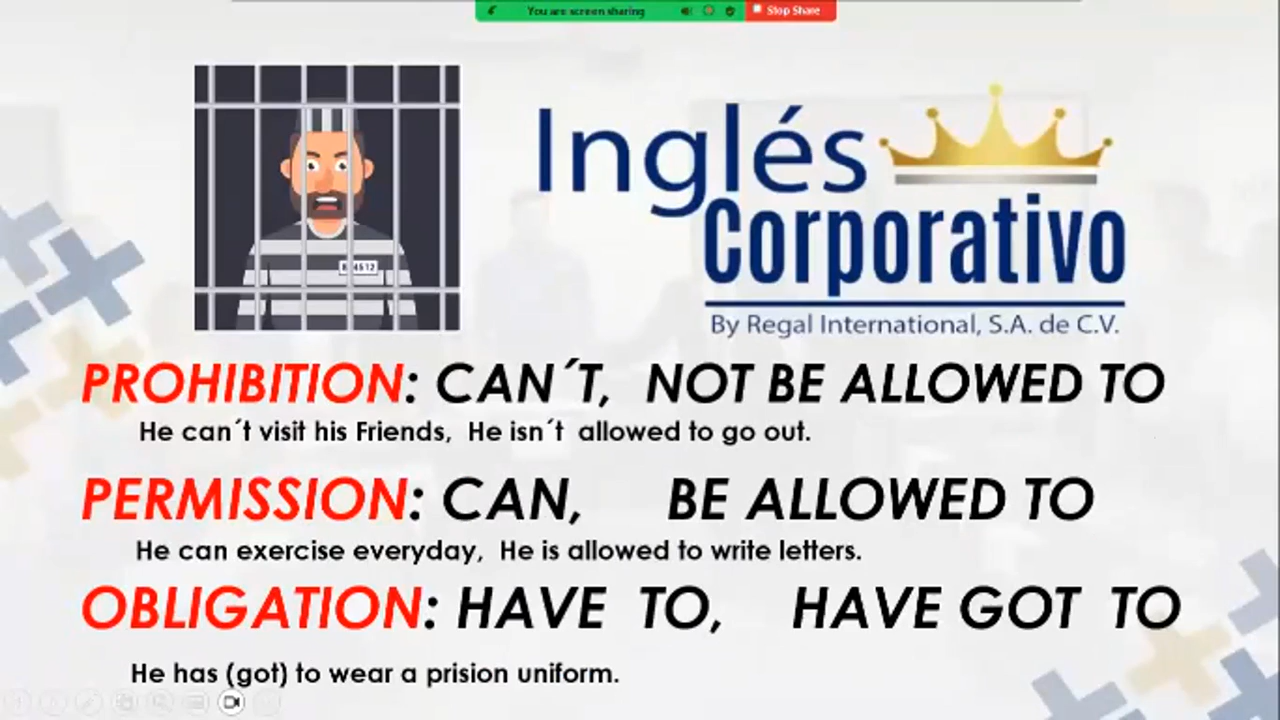 You are screen sharing Stop Share
Inglés
Corporativo
By Regal International, S.A. de C.V.
PROHIBITION: CAN´T, NOT BE ALLOWED TO
He can´t visit his Friends, He isn´t allowed to go out.
PERMISSION: CAN, BE ALLOWED TO
He can exercise everyday, He is allowed to write letters.
OBLIGATION: HAVE TO, HAVE GOT TO
He has (got) to wear a prision uniform.